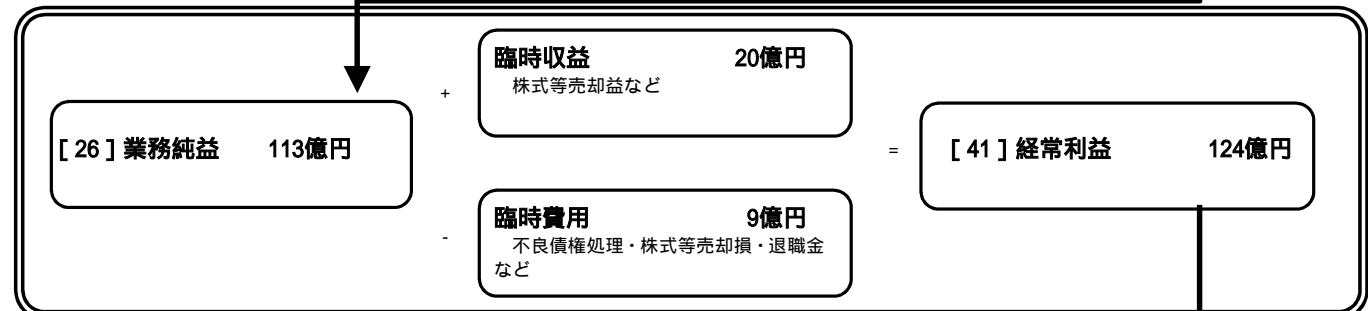 臨時収益 20億円
株式等売却益など
+
[ 26 ] 業務純益 113億円
=
[ 41 ] 経常利益 124億円
臨時費用 9億円
-
不良債権処理・株式等売却損・退職金
など